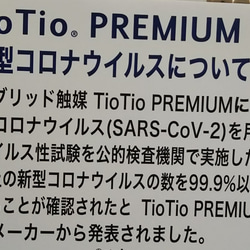 ioTio® PREMIUM
型コロナウイルスについて
ブリッド触媒 TioTio PREMIUMに
コロナウイルス(SARS-CoV-2)を用
イルス性試験を公的検査機関で実施した
の新型コロナウイルスの数を99.9%以
ことが確認されたと TioTio PREMIU
メーカーから発表されました。